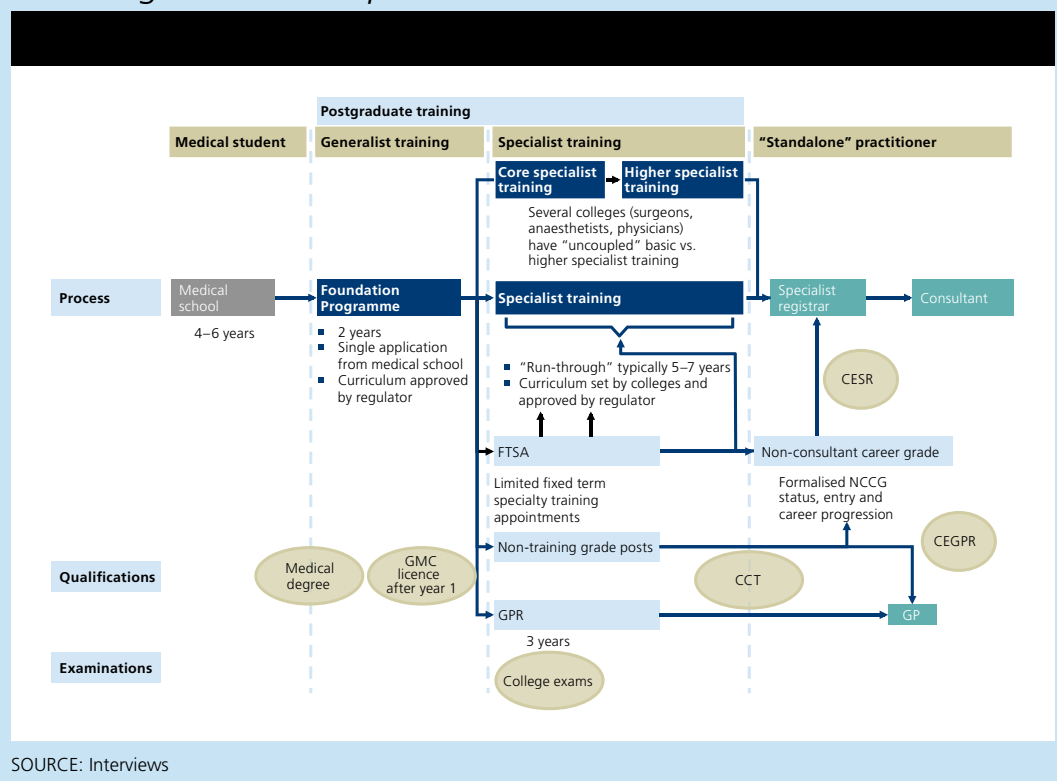 Postgraduate training
Medical student
Generalist training
Specialist training
“Standalone” practitioner
Core specialist
training
Higher specialist
training
Several colleges (surgeons,
anaesthetists, physicians)
have “uncoupled” basic vs.
higher specialist training
Process
Medical
school
Foundation
Programme
Specialist training
Specialist
registrar
Consultant
4–6 years
2 years
Single application
from medical school
Curriculum approved
by regulator
“Run-through” typically 5–7 years
Curriculum set by colleges and
approved by regulator
CESR
FTSA
Non-consultant career grade
Limited fixed term
specialty training
appointments
Formalised NCCG
status, entry and
career progression
Non-training grade posts
CEGPR
Qualifications
Medical
degree
GMC
licence
after year 1
CCT
GPR
GP
3 years
Examinations
College exams
SOURCE: Interviews